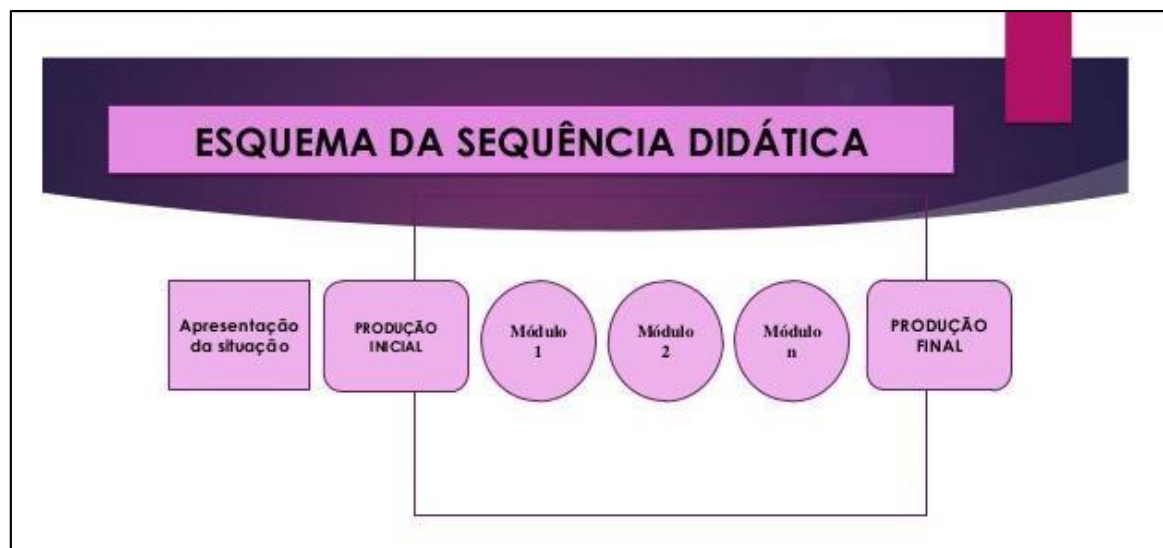 ESQUEMA DA SEQUÊNCIA DIDÁTICA
Apresentação
da situação
PRODUÇÃO
INICIAL
Módulo
1
Módulo
2
Módulo
n
PRODUÇÃO
FINAL